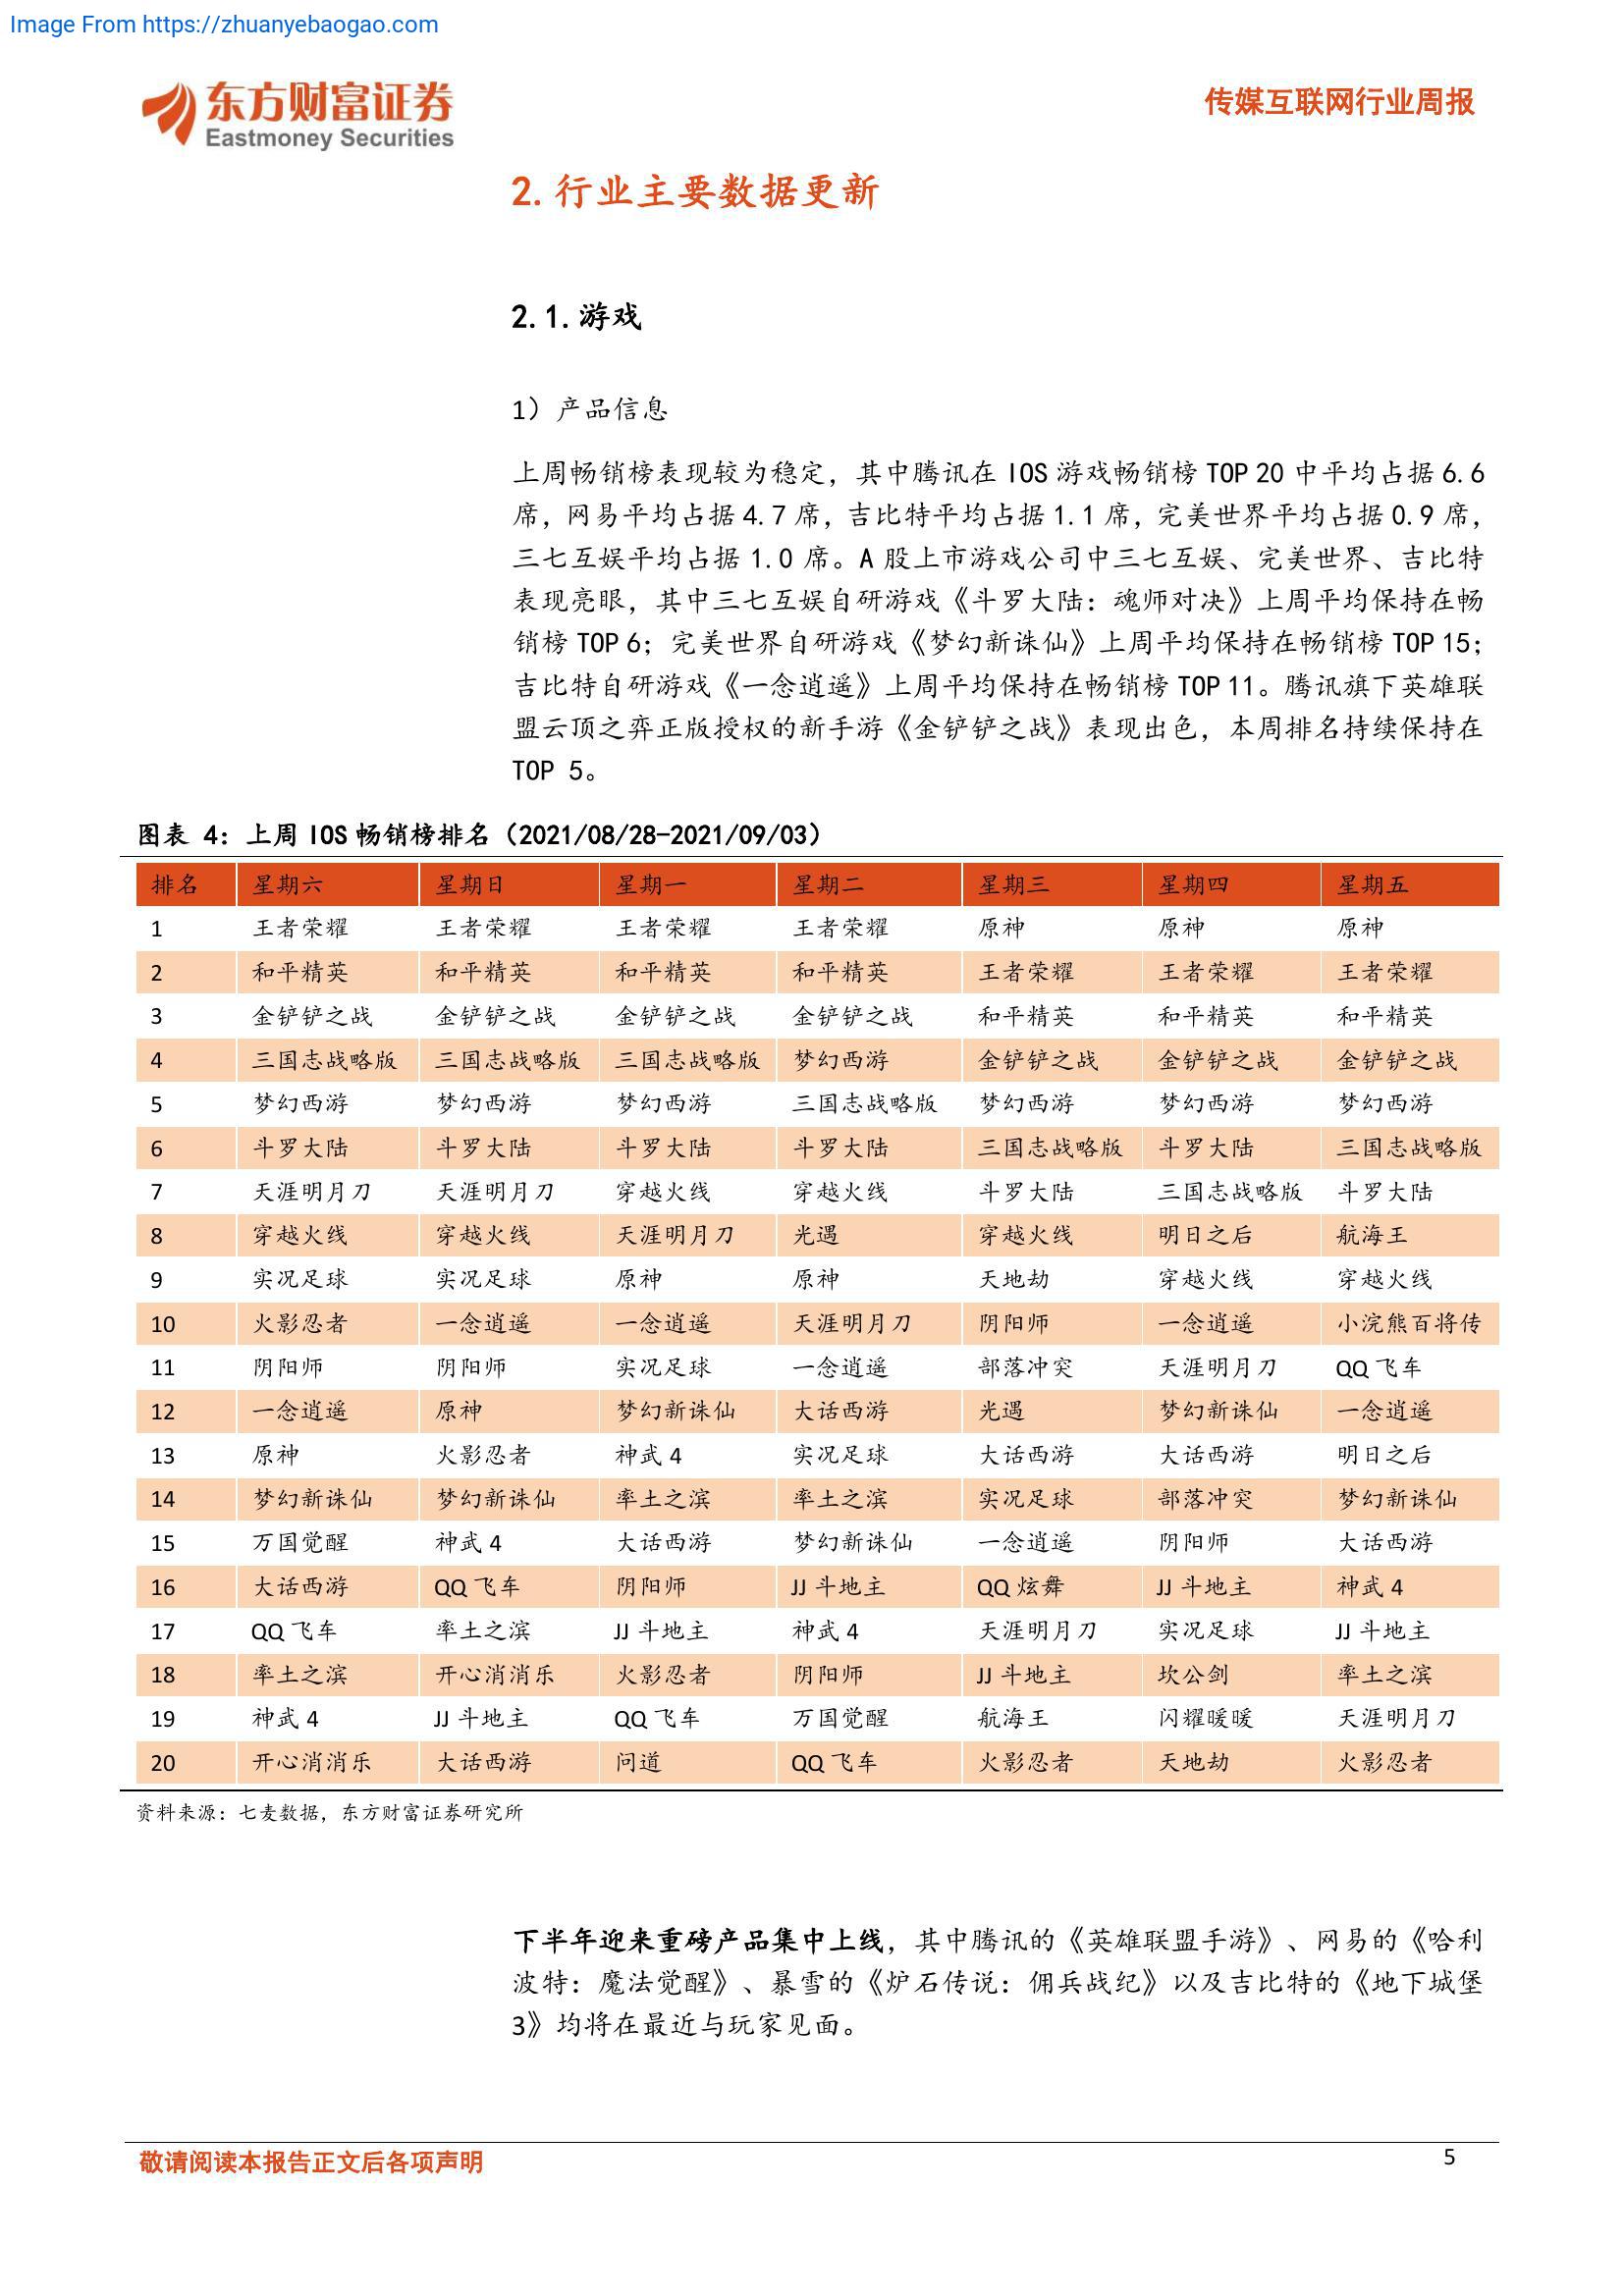 Image From https://zhuanyebaogao.com
东方财富证券
Eastmoney Securities
传媒互联网行业周报
2.行业主要数据更新
2.1.游戏
1）产品信息
上周畅销榜表现较为稳定，其中腾讯在 IOS 游戏畅销榜 TOP 20 中平均占据 6.6
席，网易平均占据 4.7 席，吉比特平均占据 1.1 席，完美世界平均占据 0.9 席，
三七互娱平均占据 1.0 席。A 股上市游戏公司中三七互娱、完美世界、吉比特
表现亮眼，其中三七互娱自研游戏《斗罗大陆：魂师对决》上周平均保持在畅
销榜 TOP 6；完美世界自研游戏《梦幻新诛仙》上周平均保持在畅销榜 TOP 15；
吉比特自研游戏《一念逍遥》上周平均保持在畅销榜 TOP 11。腾讯旗下英雄联
盟云顶之弈正版授权的新手游《金铲铲之战》表现出色，本周排名持续保持在
TOP 5。
图表 4：上周 IOS 畅销榜排名（2021/08/28-2021/09/03）
排名 星期六 星期日 星期一 星期二 星期三 星期四 星期五
1 王者荣耀 王者荣耀 王者荣耀 王者荣耀 原神 原神 原神
2 和平精英 和平精英 和平精英 和平精英 王者荣耀 王者荣耀 王者荣耀
3 金铲铲之战 金铲铲之战 金铲铲之战 金铲铲之战 和平精英 和平精英 和平精英
4 三国志战略版 三国志战略版 三国志战略版 梦幻西游 金铲铲之战 金铲铲之战 金铲铲之战
5 梦幻西游 梦幻西游 梦幻西游 三国志战略版 梦幻西游 梦幻西游 梦幻西游
6 斗罗大陆 斗罗大陆 斗罗大陆 斗罗大陆 三国志战略版 斗罗大陆 三国志战略版
7 天涯明月刀 天涯明月刀 穿越火线 穿越火线 斗罗大陆 三国志战略版 斗罗大陆
8 穿越火线 穿越火线 天涯明月刀 光遇 穿越火线 明日之后 航海王
9 实况足球 实况足球 原神 原神 天地劫 穿越火线 穿越火线
10 火影忍者 一念逍遥 一念逍遥 天涯明月刀 阴阳师 一念逍遥 小浣熊百将传
11 阴阳师 阴阳师 实况足球 一念逍遥 部落冲突 天涯明月刀 QQ 飞车
12 一念逍遥 原神 梦幻新诛仙 大话西游 光遇 梦幻新诛仙 一念逍遥
13 原神 火影忍者 神武 4 实况足球 大话西游 大话西游 明日之后
14 梦幻新诛仙 梦幻新诛仙 率土之滨 率土之滨 实况足球 部落冲突 梦幻新诛仙
15 万国觉醒 神武 4 大话西游 梦幻新诛仙 一念逍遥 阴阳师 大话西游
16 大话西游 QQ 飞车 阴阳师 JJ 斗地主 QQ 炫舞 JJ 斗地主 神武 4
17 QQ 飞车 率土之滨 JJ 斗地主 神武 4 天涯明月刀 实况足球 JJ 斗地主
18 率土之滨 开心消消乐 火影忍者 阴阳师 JJ 斗地主 坎公剑 率土之滨
19 神武 4 JJ 斗地主 QQ 飞车 万国觉醒 航海王 闪耀暖暖 天涯明月刀
20 开心消消乐 大话西游 问道 QQ 飞车 火影忍者 天地劫 火影忍者
资料来源：七麦数据，东方财富证券研究所
下半年迎来重磅产品集中上线，其中腾讯的《英雄联盟手游》、网易的《哈利
波特：魔法觉醒》、暴雪的《炉石传说：佣兵战纪》以及吉比特的《地下城堡
3》均将在最近与玩家见面。
敬请阅读本报告正文后各项声明
5